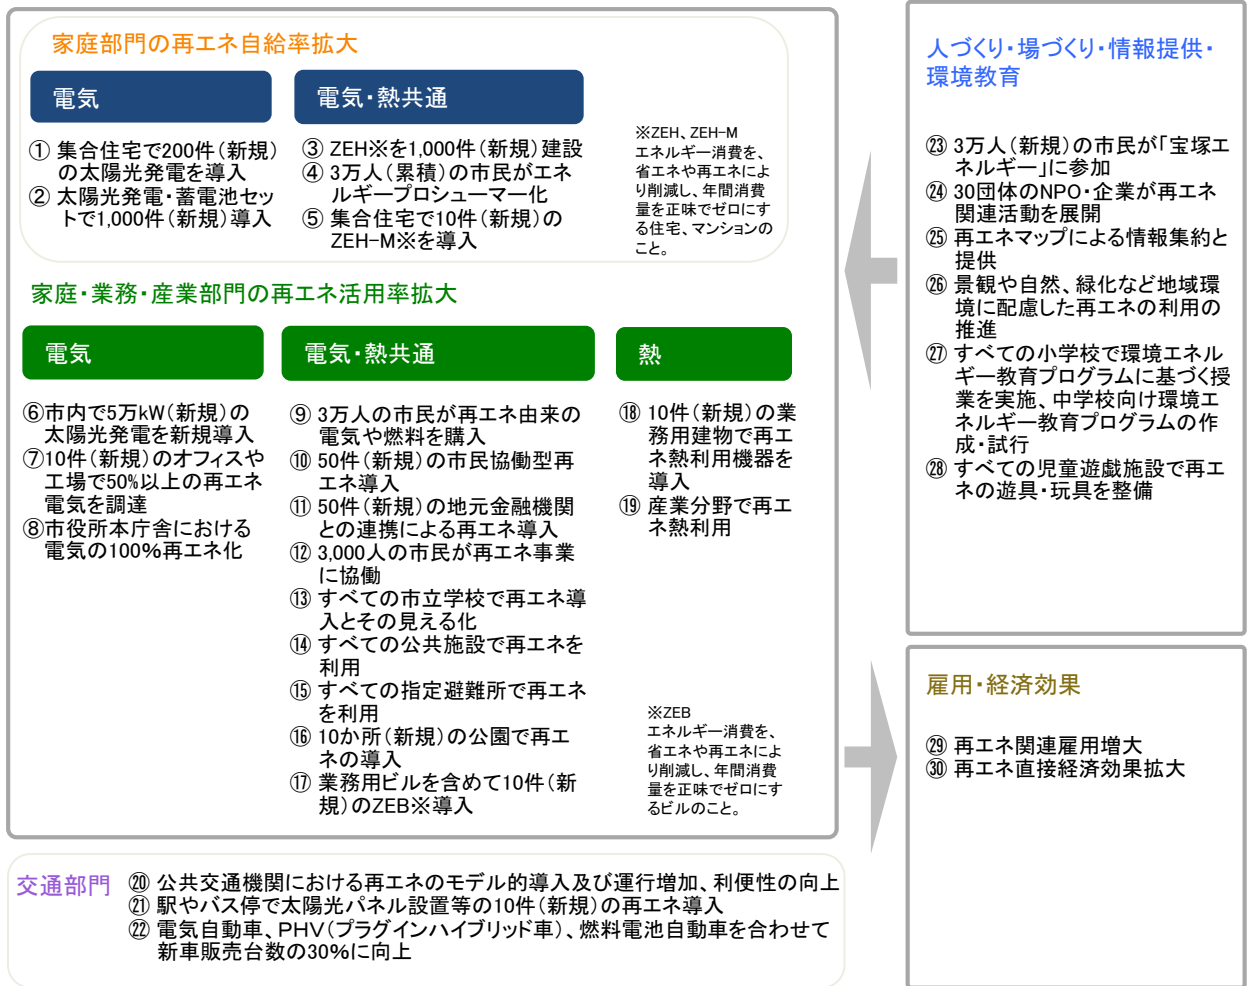 家庭部門の再エネ自給率拡大
電気
① 集合住宅で200件(新規)
の太陽光発電を導入
② 太陽光発電・蓄電池セッ
トで1,000件(新規)導入
電気・熱共通
③ ZEH※を1,000件(新規)建設
④ 3万人(累積)の市民がエネ
ルギープロシューマー化
⑤ 集合住宅で10件(新規)の
ZEH-M※を導入
※ZEH、ZEH-M
エネルギー消費を、
省エネや再エネによ
り削減し、年間消費
量を正味でゼロにす
る住宅、マンションの
こと。
家庭・業務・産業部門の再エネ活用率拡大
電気
⑥市内で5万kW(新規)の
太陽光発電を新規導入
⑦10件(新規)のオフィスや
工場で50%以上の再エネ
電気を調達
⑧市役所本庁舎における
電気の100%再エネ化
電気・熱共通
⑨ 3万人の市民が再エネ由来の
電気や燃料を購入
⑩ 50件(新規)の市民協働型再
エネ導入
⑪ 50件(新規)の地元金融機関
との連携による再エネ導入
⑫ 3,000人の市民が再エネ事業
に協働
⑬ すべての市立学校で再エネ導
入とその見える化
⑭ すべての公共施設で再エネを
利用
⑮ すべての指定避難所で再エネ
を利用
⑯ 10か所(新規)の公園で再エ
ネの導入
⑰ 業務用ビルを含めて10件(新
規)のZEB※導入
熱
⑱ 10件(新規)の業
務用建物で再エ
ネ熱利用機器を
導入
⑲ 産業分野で再エ
ネ熱利用
※ZEB
エネルギー消費を、
省エネや再エネによ
り削減し、年間消費
量を正味でゼロにす
るビルのこと。
交通部門
⑳ 公共交通機関における再エネのモデル的導入及び運行増加、利便性の向上
㉑ 駅やバス停で太陽光パネル設置等の10件(新規)の再エネ導入
㉒ 電気自動車、PHV(プラグインハイブリッド車)、燃料電池自動車を合わせて
新車販売台数の30%に向上
人づくり・場づくり・情報提供・
環境教育
㉓ 3万人(新規)の市民が「宝塚エ
ネルギー」に参加
㉔ 30団体のNPO・企業が再エネ
関連活動を展開
㉕ 再エネマップによる情報集約と
提供
㉖ 景観や自然、緑化など地域環
境に配慮した再エネの利用の
推進
㉗ すべての小学校で環境エネル
ギー教育プログラムに基づく授
業を実施、中学校向け環境エ
ネルギー教育プログラムの作
成・試行
㉘ すべての児童遊戯施設で再エ
ネの遊具・玩具を整備
雇用・経済効果
㉙ 再エネ関連雇用増大
㉚ 再エネ直接経済効果拡大